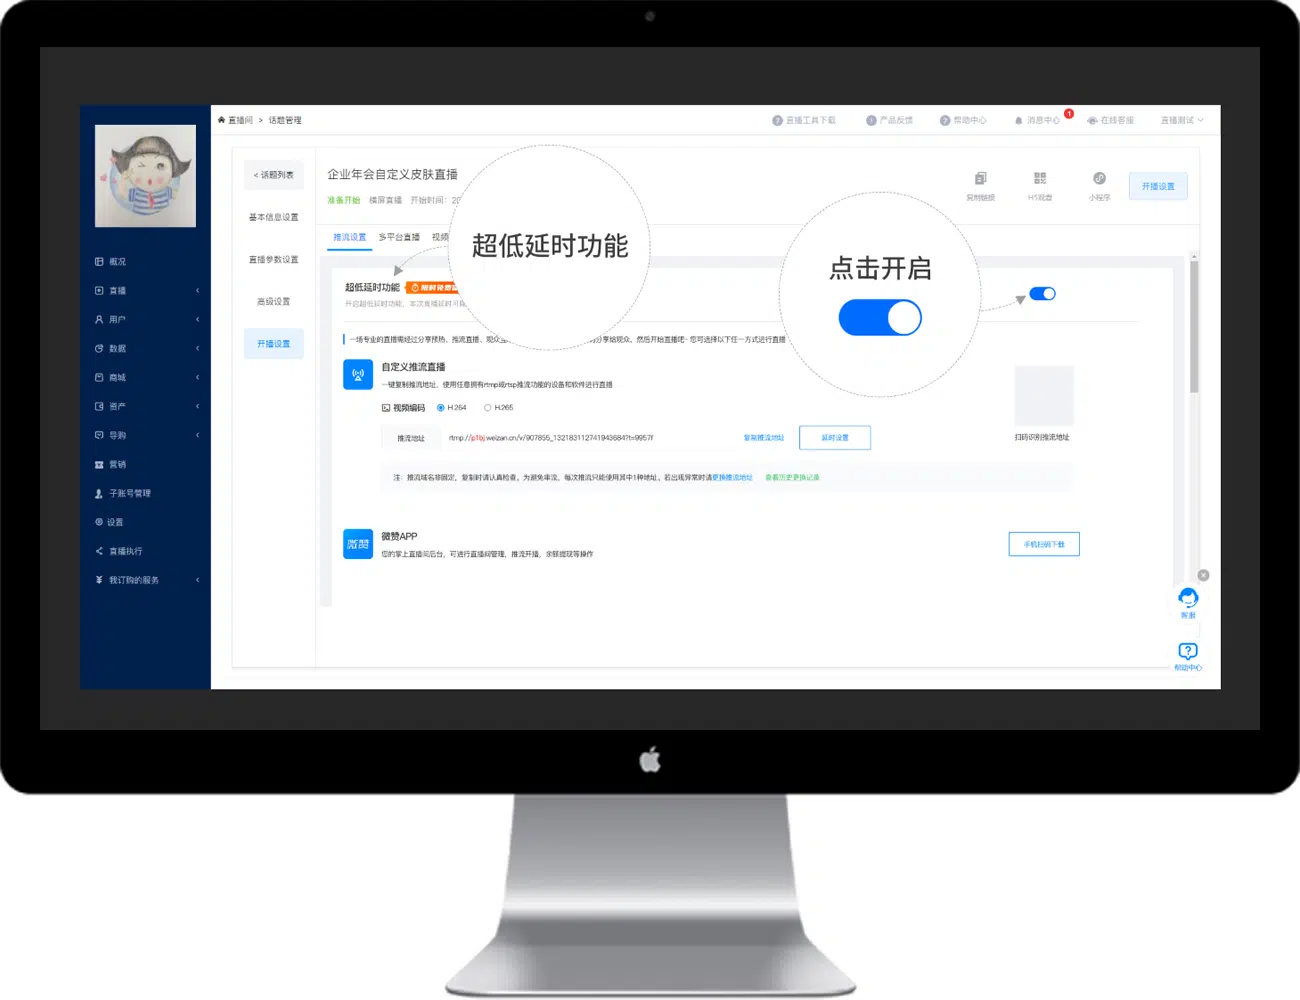 直播间 > 话题管理
直播工具下载
产品反馈
帮助中心
消息中心
1
在线客服
直播测试
概况
直播
用户
数据
商城
资产
导购
营销
子账号管理
设置
直播执行
我订购的服务
< 话题列表
基本信息设置
直播参数设置
高级设置
开播设置
企业年会自定义皮肤直播
准备开始 横屏直播 开始时间: 20
复制链接
H5观看
小程序
开播设置
推流设置 多平台直播 视频
超低延时功能
点击开启
超低延时功能 限时免费
开启超低延时功能, 本次直播延时可
一场专业的直播需经过分享预热、推流直播、观众
分享给观众, 然后开始直播吧~ 您可选择以下任一方式进行直播
自定义推流直播
一键复制推流地址, 使用任意拥有rtmp或rtsp推流功能的设备和软件进行直播
视频编码 H.264 H.265
推流地址 rtmp://p1bj.weizan.cn/v/907855_132183112741943684?t=9957f 复制推流地址 延时设置
扫码识别推流地址
注: 推流域名非固定, 复制时请认真检查。为避免串流, 每次推流只能使用其中1种地址。若出现异常时请更换推流地址 查看历史更换记录
微赞
微赞APP
您的掌上直播间后台, 可进行直播间管理、推流开播、余额提现等操作
手机扫码下载
客服
帮助中心